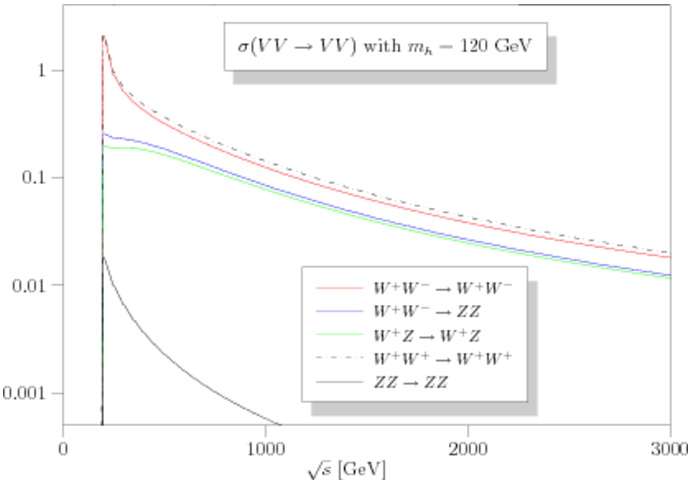 σ(VV → VV) with mₕ − 120 GeV
1
0.1
0.01
0.001
W⁺W⁻ → W⁺W⁻
W⁺W⁻ → ZZ
W⁺Z → W⁺Z
W⁺W⁺ → W⁺W⁺
ZZ → ZZ
0 1000 2000 3000
√s [GeV]